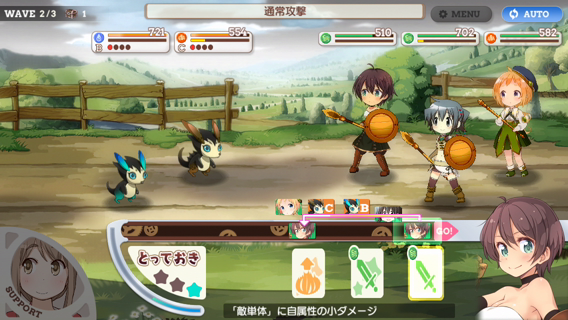 WAVE 2/3
1
通常攻撃
MENU
AUTO
721
B
554
C
510
702
582
C
B
GO!
とっておき
SUPPORT
「敵単体」に自属性の小ダメージ